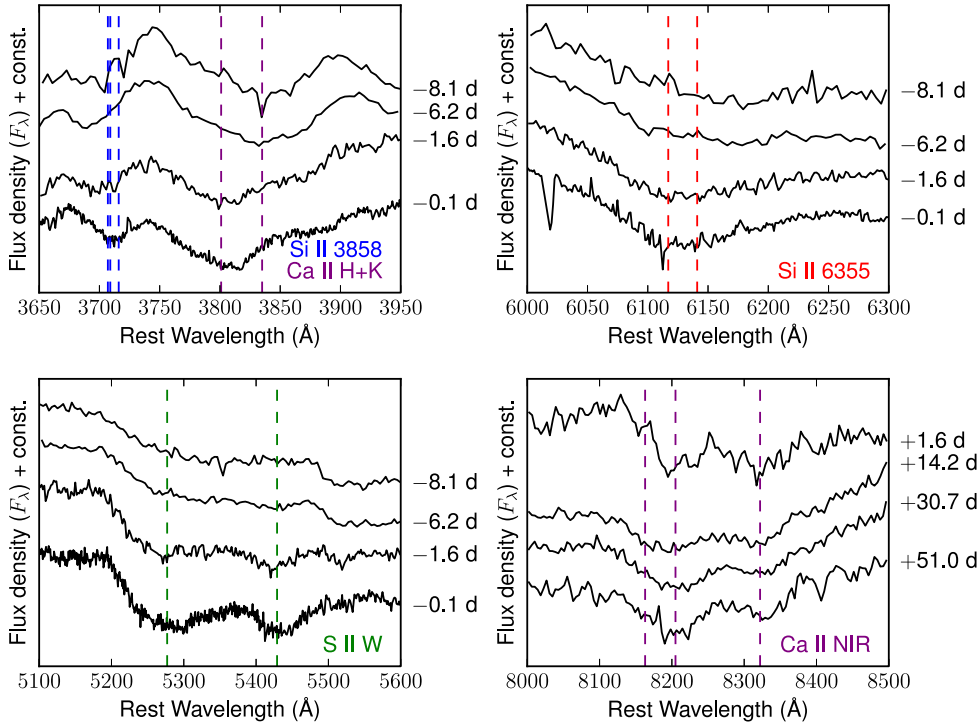 Flux density (Fλ) + const.
−8.1 d
−6.2 d
−1.6 d
−0.1 d
Si II 3858
Ca II H+K
3650 3700 3750 3800 3850 3900 3950
Rest Wavelength (Å)
Flux density (Fλ) + const.
−8.1 d
−6.2 d
−1.6 d
−0.1 d
Si II 6355
6000 6050 6100 6150 6200 6250 6300
Rest Wavelength (Å)
Flux density (Fλ) + const.
−8.1 d
−6.2 d
−1.6 d
−0.1 d
S II W
5100 5200 5300 5400 5500 5600
Rest Wavelength (Å)
Flux density (Fλ) + const.
+1.6 d
+14.2 d
+30.7 d
+51.0 d
Ca II NIR
8000 8100 8200 8300 8400 8500
Rest Wavelength (Å)